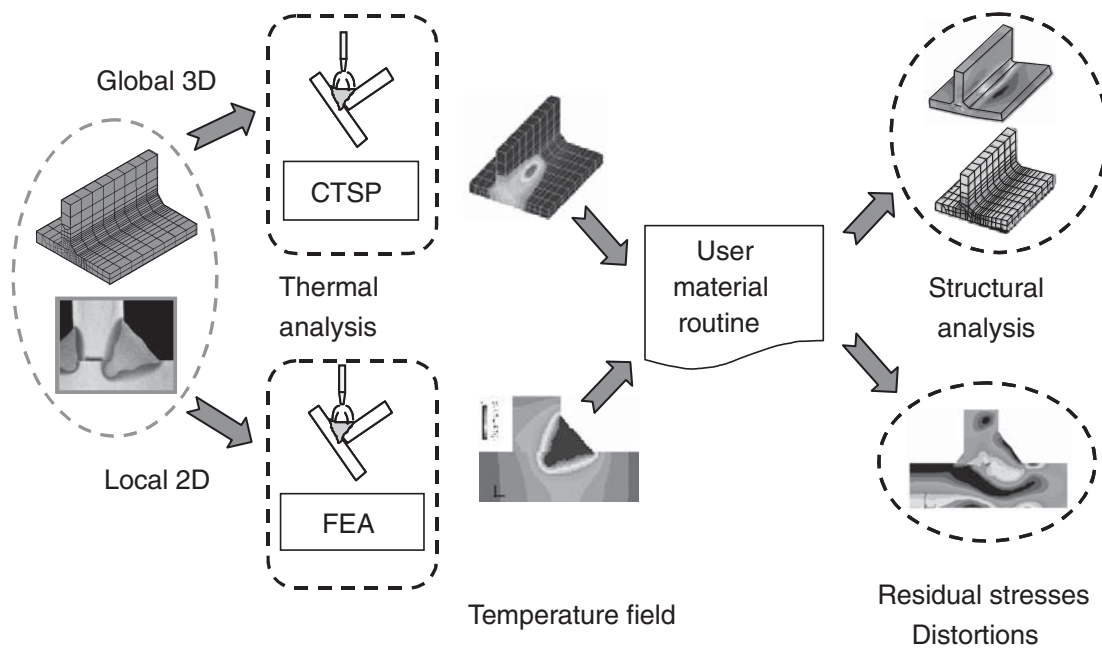 Global 3D
CTSP
Thermal
analysis
Local 2D
FEA
Temperature field
User
material
routine
Structural
analysis
Residual stresses
Distortions